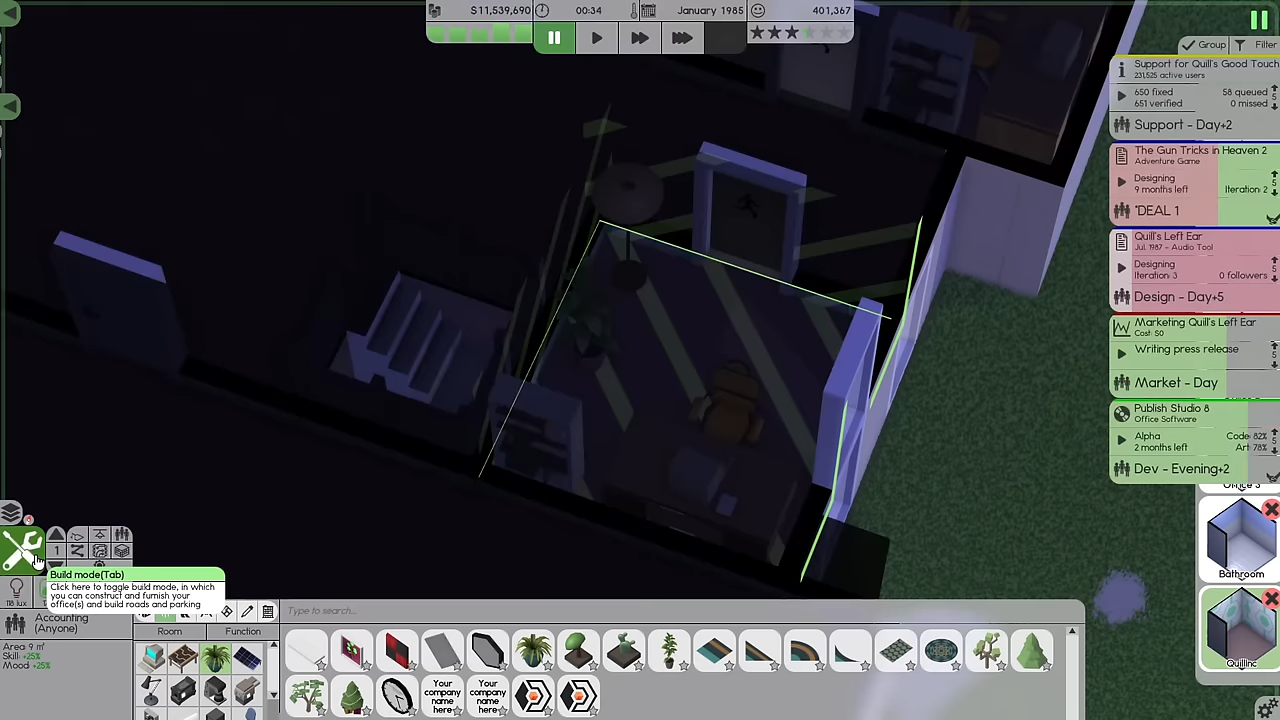 $11,539,690
00:34
January 1985
401,367
Group
Filter
Support for Quill's Good Touch
231,525 active users
650 fixed
58 queued
651 verified
0 missed
Support - Day+2
The Gun Tricks in Heaven 2
Adventure Game
Designing
9 months left
Iteration: 2
*DEAL 1
Quill's Left Ear
Jul. 1987 - Audio Tool
Designing
Iteration: 3
0 followers
Design - Day+5
Marketing Quill's Left Ear
Cost: $0
Writing press release
Market - Day
Publish Studio 8
Office Software
Alpha
Code: 82%
2 months left
Art: 78%
Dev - Evening+2
Bathroom
QuillInc
1
Build mode(Tab)
Click here to toggle build mode, in which
you can construct and furnish your
office(s) and build roads and parking
118 lux
Accounting
(Anyone)
Area 9 m²
Skill: +25%
Mood +25%
Room
Function
Type to search...
Your
company
name
here
Your
company
name
here